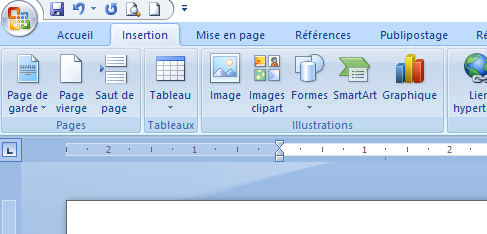 Accueil Insertion Mise en page Références Publipostage Ré
Page de garde
Page vierge
Saut de page
Tableau
Image
Images clipart
Formes
SmartArt
Graphique
Lien
hypert
Pages Tableaux Illustrations
L 2 1 1 2